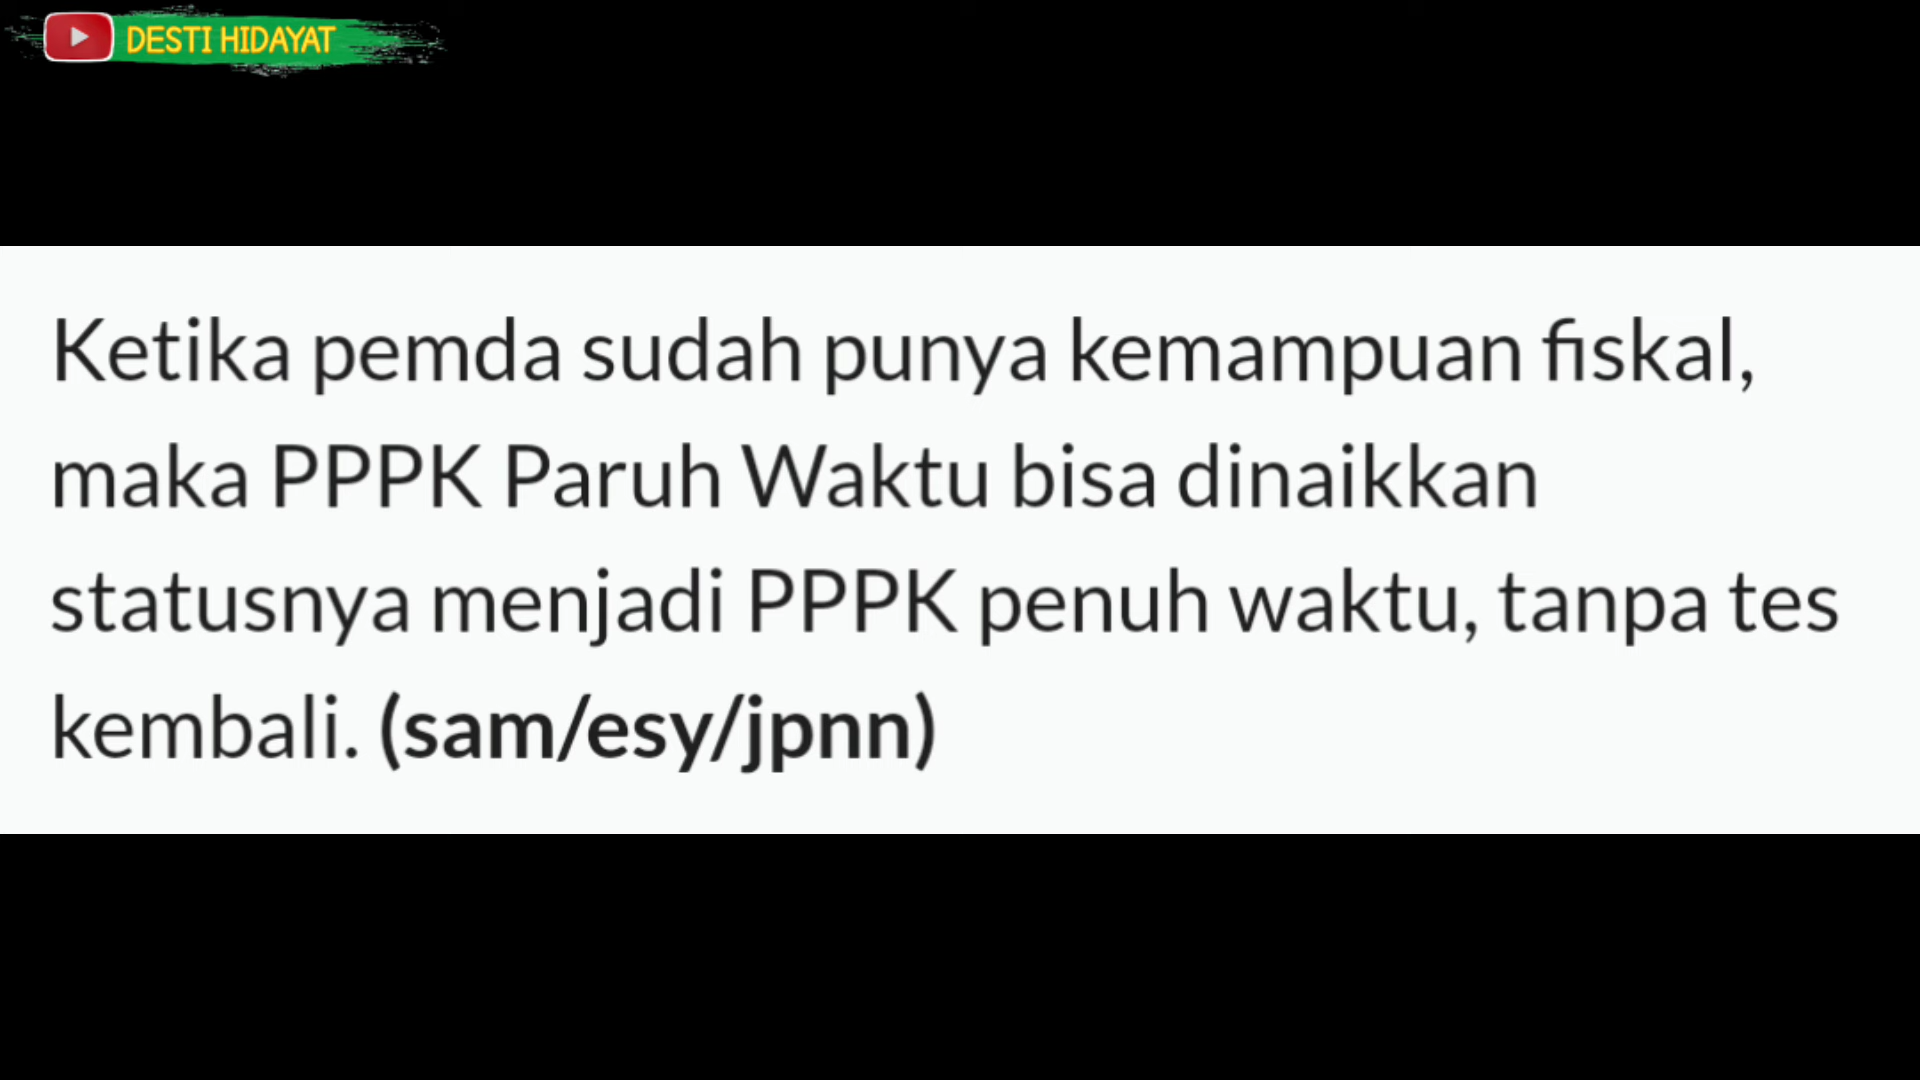 DESTI HIDAYAT
Ketika pemda sudah punya kemampuan fiskal,
maka PPPK Paruh Waktu bisa dinaikkan
statusnya menjadi PPPK penuh waktu, tanpa tes
kembali. (sam/esy/jpnn)